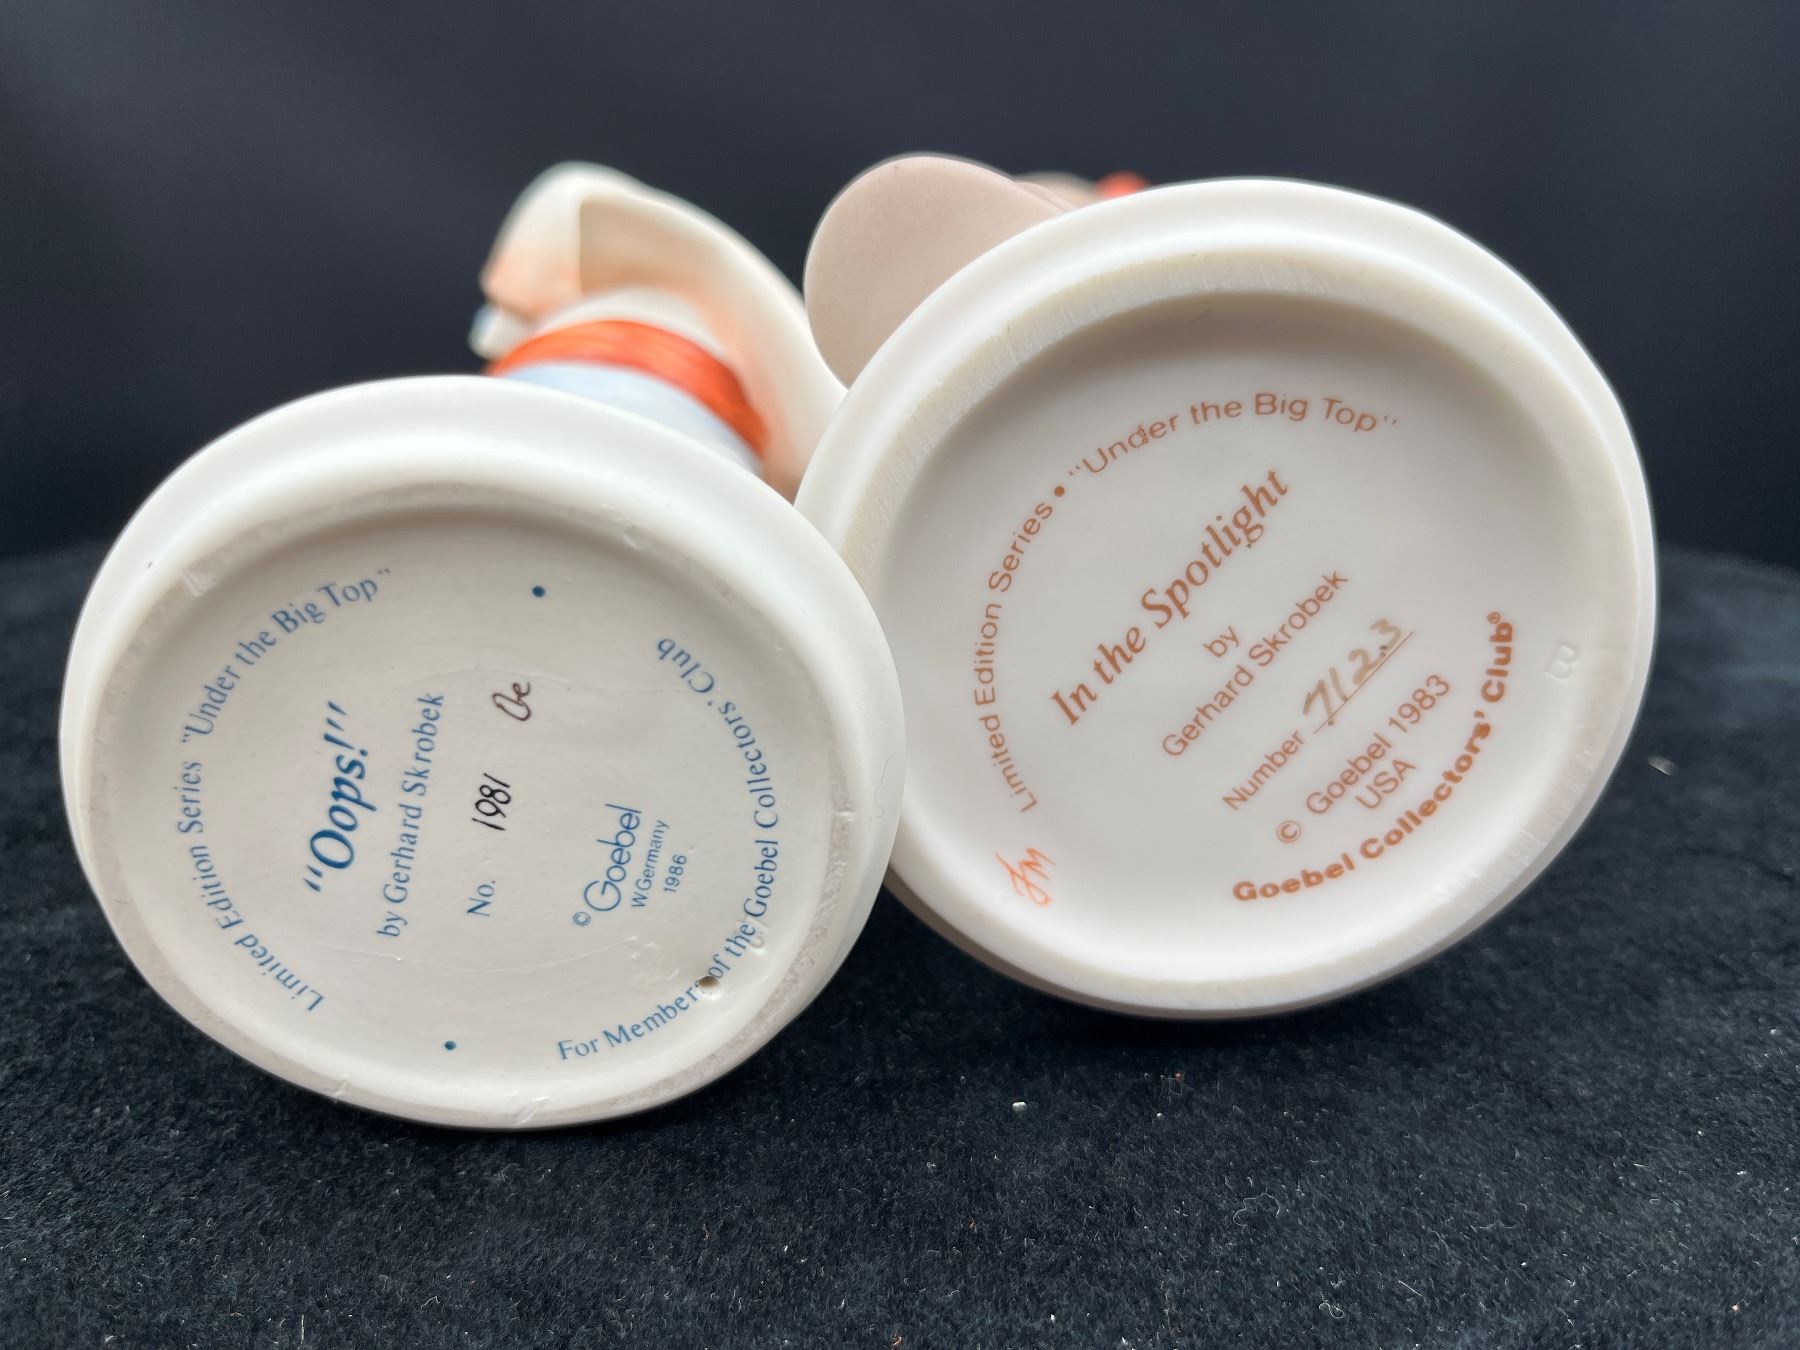 Limited Edition Series "Under the Big Top"
"Oops!"
by Gerhard Skrobek
No. 1981
© Goebel
W.Germany
1986
For Members of the Goebel Collectors' Club
Limited Edition Series • "Under the Big Top"
In the Spotlight
by
Gerhard Skrobek
Number 7123
© Goebel 1983
USA
Goebel Collectors' Club®
B